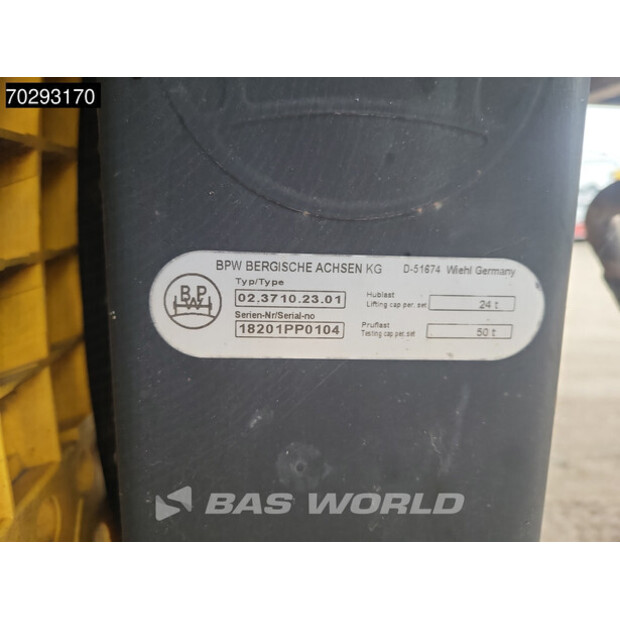 70293170
BPW BERGISCHE ACHSEN KG D-51674 Wiehl Germany
BPW
Typ/Type
02.3710.23.01
Hublast
Lifting cap per. set 24 t
Serien-Nr/Serial-no
18201PP0104
Pruflast
Testing cap per. set 50 t
BAS WORLD